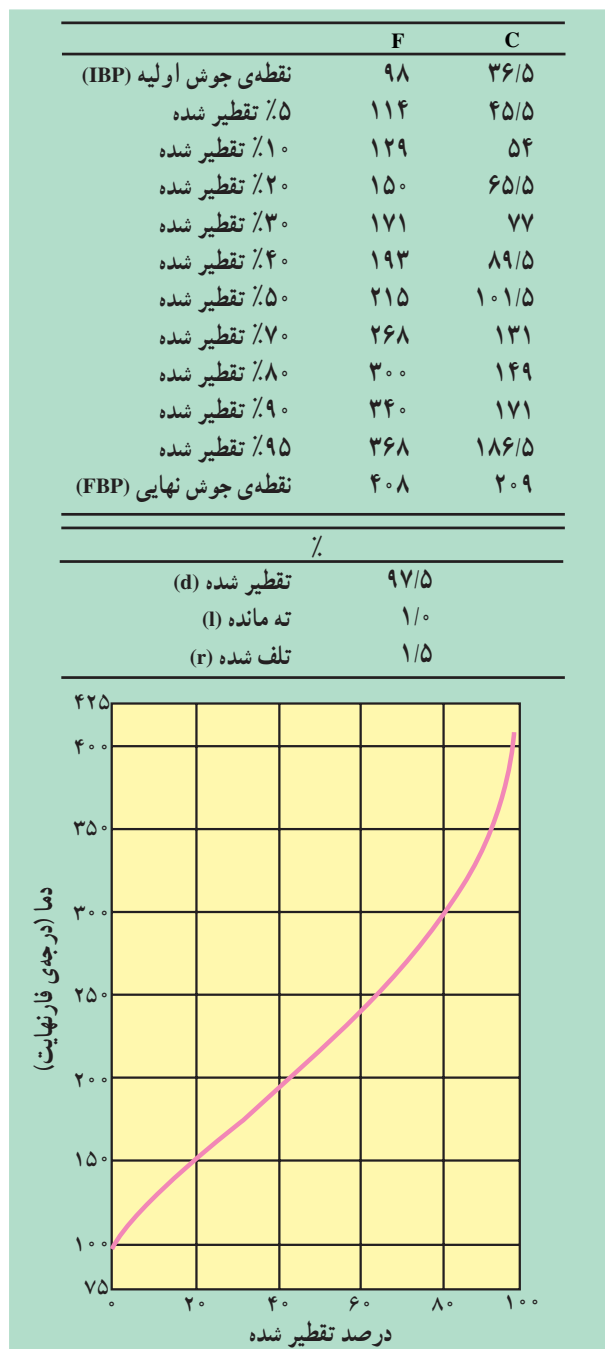 F C
نقطه‌ی جوش اولیه (IBP) ۹۸ ۳۶/۵
۵٪ تقطیر شده ۱۱۴ ۴۵/۵
۱۰٪ تقطیر شده ۱۲۹ ۵۴
۲۰٪ تقطیر شده ۱۵۰ ۶۵/۵
۳۰٪ تقطیر شده ۱۷۱ ۷۷
۴۰٪ تقطیر شده ۱۹۳ ۸۹/۵
۵۰٪ تقطیر شده ۲۱۵ ۱۰۱/۵
۷۰٪ تقطیر شده ۲۶۸ ۱۳۱
۸۰٪ تقطیر شده ۳۰۰ ۱۴۹
۹۰٪ تقطیر شده ۳۴۰ ۱۷۱
۹۵٪ تقطیر شده ۳۶۸ ۱۸۶/۵
نقطه‌ی جوش نهایی (FBP) ۴۰۸ ۲۰۹
٪
تقطیر شده (d) ۹۷/۵
ته مانده (l) ۱/۰
تلف شده (r) ۱/۵
۴۲۵
۴۰۰
۳۵۰
۳۰۰
۲۵۰
۲۰۰
۱۵۰
۱۰۰
۷۵
دما (درجه‌ی فارنهایت)
۰ ۲۰ ۴۰ ۶۰ ۸۰ ۱۰۰
درصد تقطیر شده